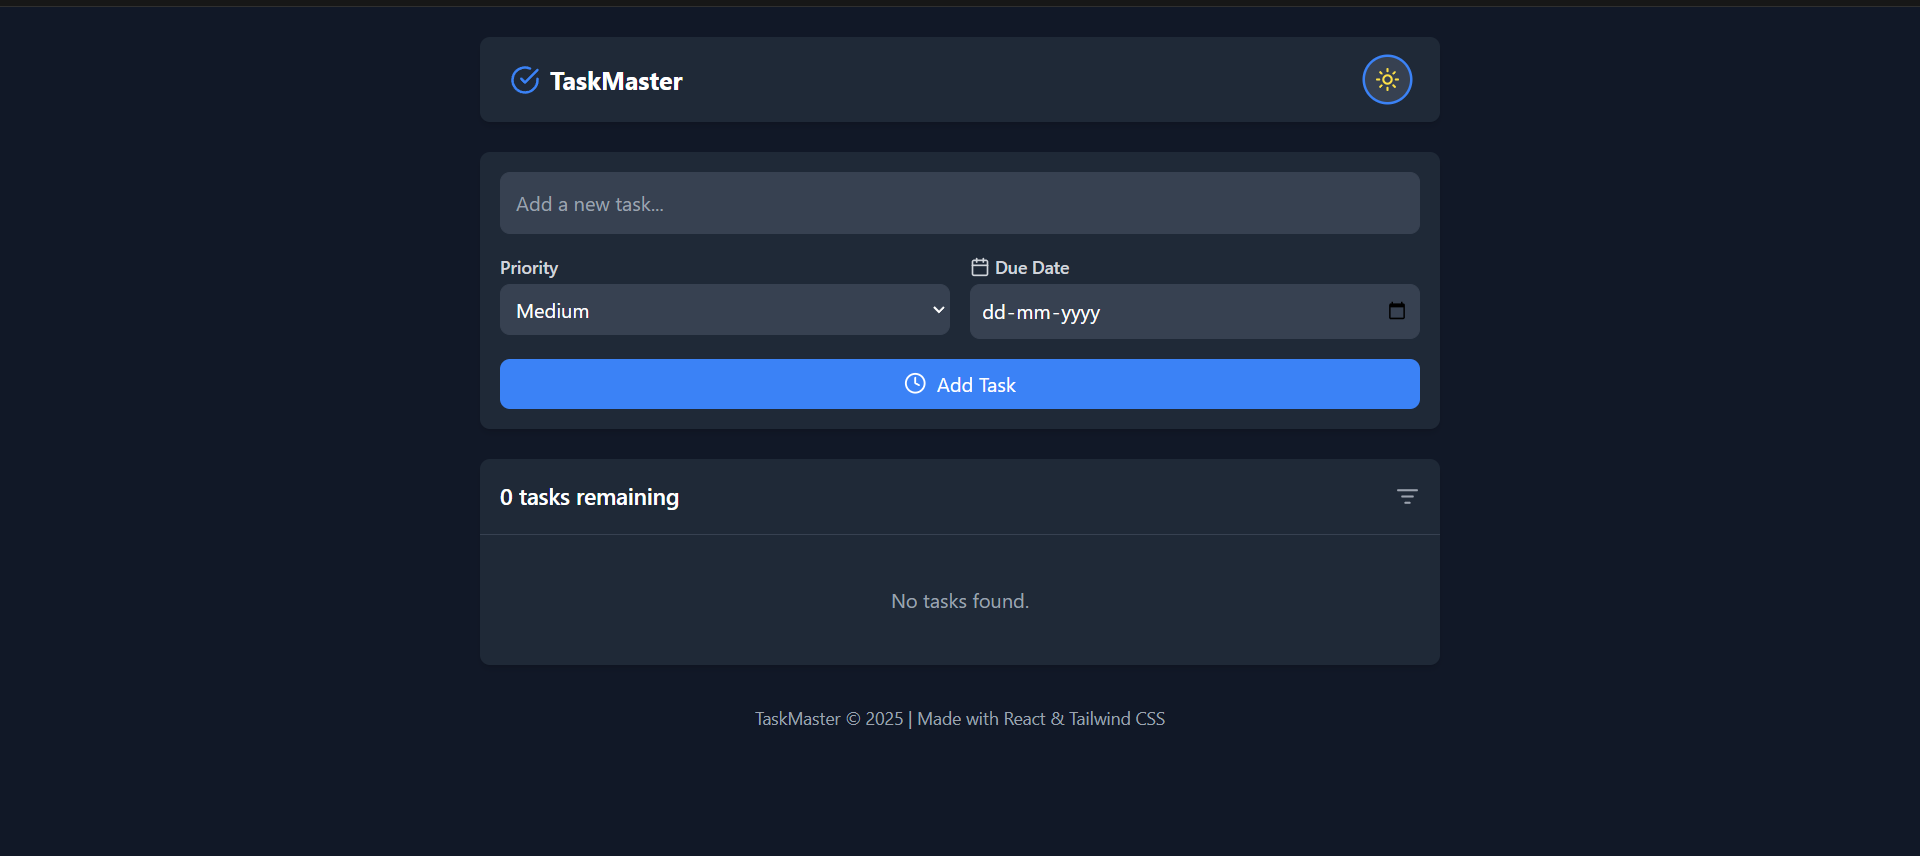 TaskMaster
Add a new task...
Priority
Due Date
Medium
dd-mm-yyyy
Add Task
0 tasks remaining
No tasks found.
TaskMaster © 2025 | Made with React & Tailwind CSS